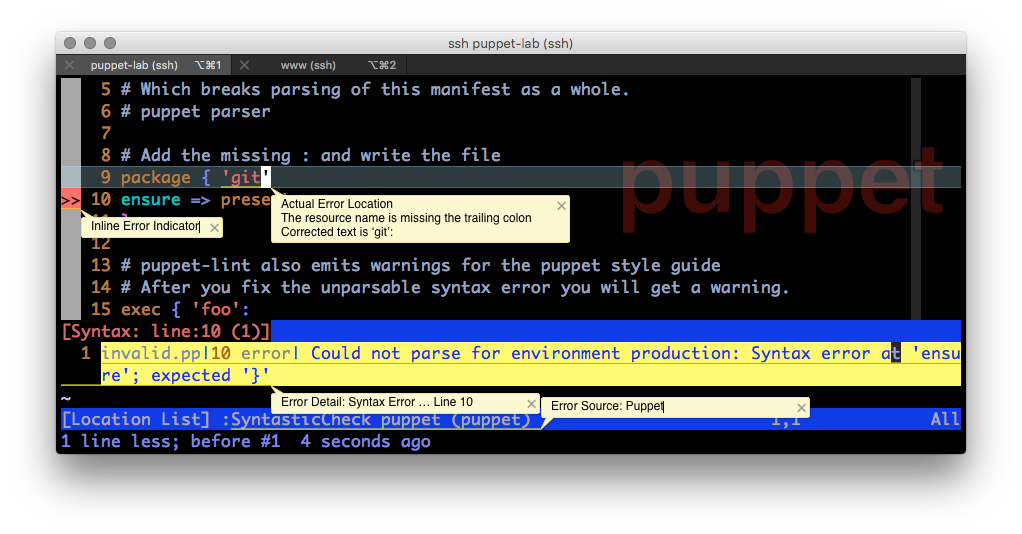 ssh puppet-lab (ssh)
puppet-lab (ssh) ⌥⌘1 www (ssh) ⌥⌘2
5 # Which breaks parsing of this manifest as a whole.
6 # puppet parser
7
8 # Add the missing : and write the file
9 package { 'git'
puppet
>> 10 ensure => prese
Actual Error Location
The resource name is missing the trailing colon
Corrected text is ‘git’:
Inline Error Indicator
12
13 # puppet-lint also emits warnings for the puppet style guide
14 # After you fix the unparsable syntax error you will get a warning.
15 exec { 'foo':
[Syntax: line:10 (1)]
1 invalid.pp|10 error| Could not parse for environment production: Syntax error at 'ensu
re'; expected '}'
~
Error Detail: Syntax Error … Line 10
Error Source: Puppet
[Location List] :SyntasticCheck puppet (puppet) 1,1 All
1 line less; before #1 4 seconds ago